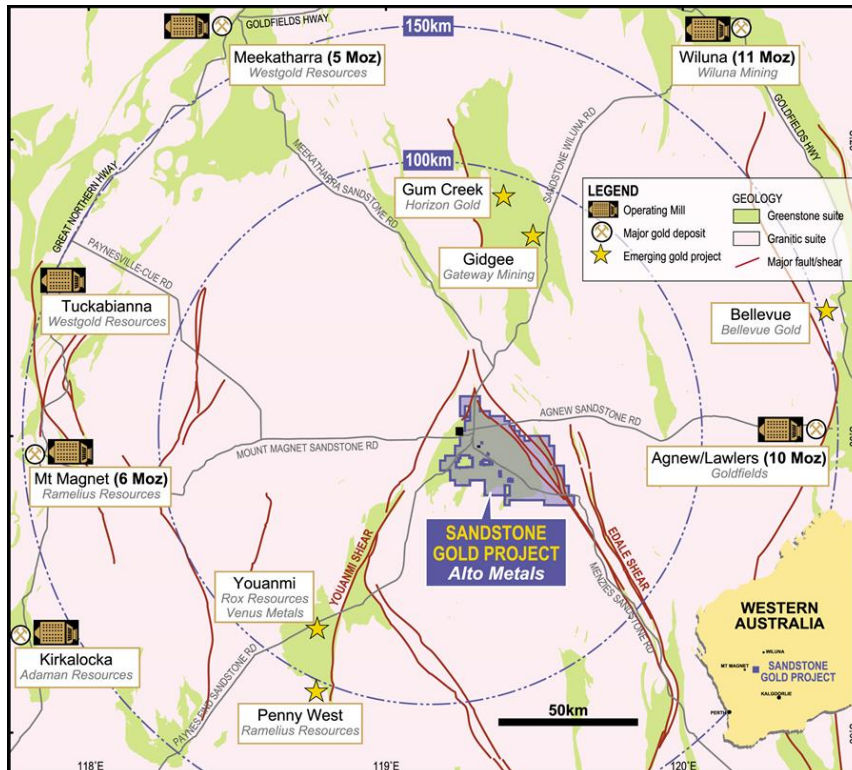 GOLDFIELDS HWY
150km
Meekatharra (5 Moz)
Westgold Resources
Wiluna (11 Moz)
Wiluna Mining
GOLDFIELDS HWY
MEEKATHARRA SANDSTONE RD
SANDSTONE WILUNA RD
100km
GREAT NORTHERN HWY
Gum Creek
Horizon Gold
Gidgee
Gateway Mining
LEGEND
Operating Mill
Major gold deposit
Emerging gold project
GEOLOGY
Greenstone suite
Granitic suite
Major fault/shear
PAYNESVILLE-CUE RD
Tuckabianna
Westgold Resources
Bellevue
Bellevue Gold
AGNEW SANDSTONE RD
MOUNT MAGNET SANDSTONE RD
Mt Magnet (6 Moz)
Ramelius Resources
Agnew/Lawlers (10 Moz)
Goldfields
SANDSTONE
GOLD PROJECT
Alto Metals
YOUANMI SHEAR
EDALE SHEAR
MENZIES SANDSTONE RD
Youanmi
Rox Resources
Venus Metals
Kirkalocka
Adaman Resources
PAYNES FIND SANDSTONE RD
Penny West
Ramelius Resources
50km
WESTERN
AUSTRALIA
WILUNA
MT MAGNET
SANDSTONE
GOLD PROJECT
KALGOORLIE
PERTH
118°E
119°E
120°E